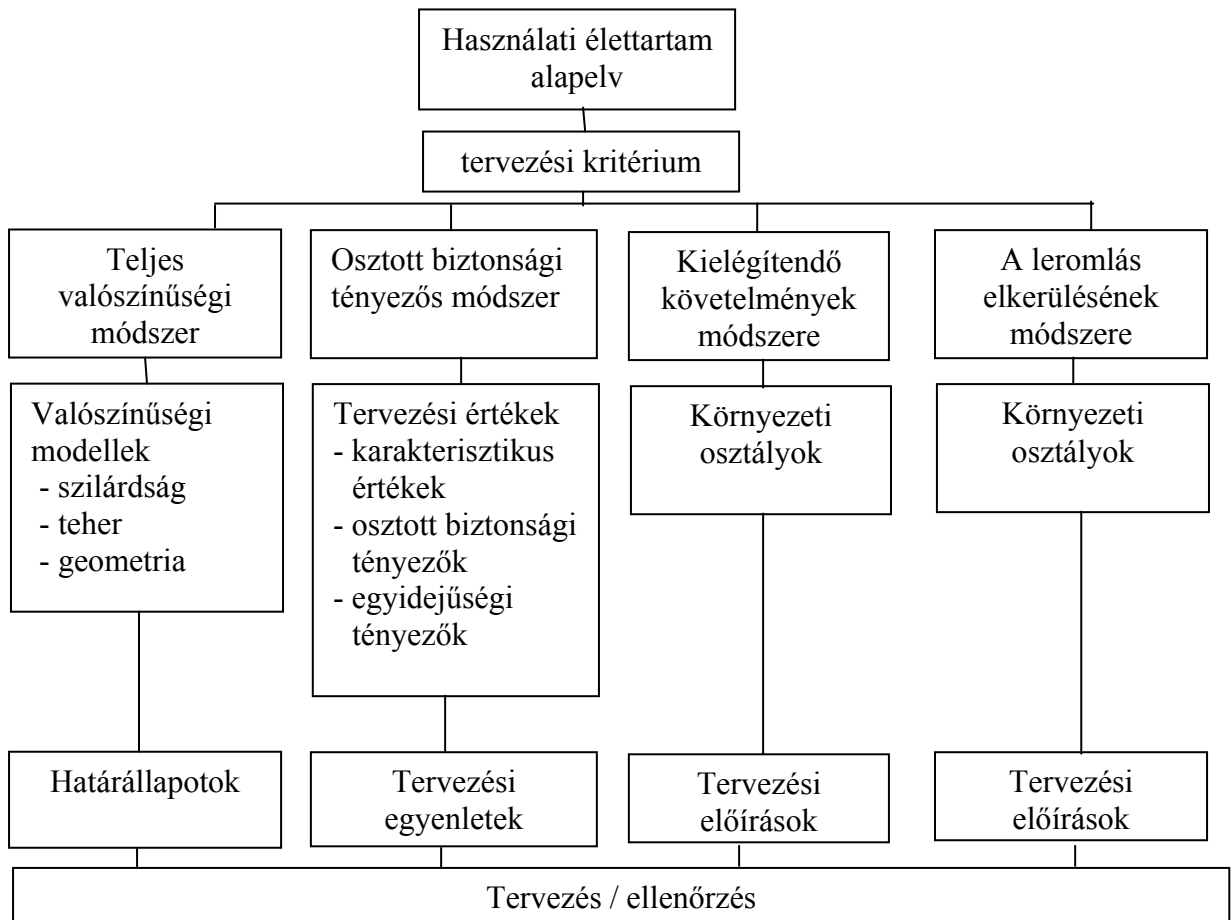 Használati élettartam
alapelv
tervezési kritérium
Teljes
valószínűségi
módszer
Osztott biztonsági
tényezős módszer
Kielégítendő
követelmények
módszere
A leromlás
elkerülésének
módszere
Valószínűségi
modellek
- szilárdság
- teher
- geometria
Tervezési értékek
- karakterisztikus
értékek
- osztott biztonsági
tényezők
- egyidejűségi
tényezők
Környezeti
osztályok
Környezeti
osztályok
Határállapotok
Tervezési
egyenletek
Tervezési
előírások
Tervezési
előírások
Tervezés / ellenőrzés